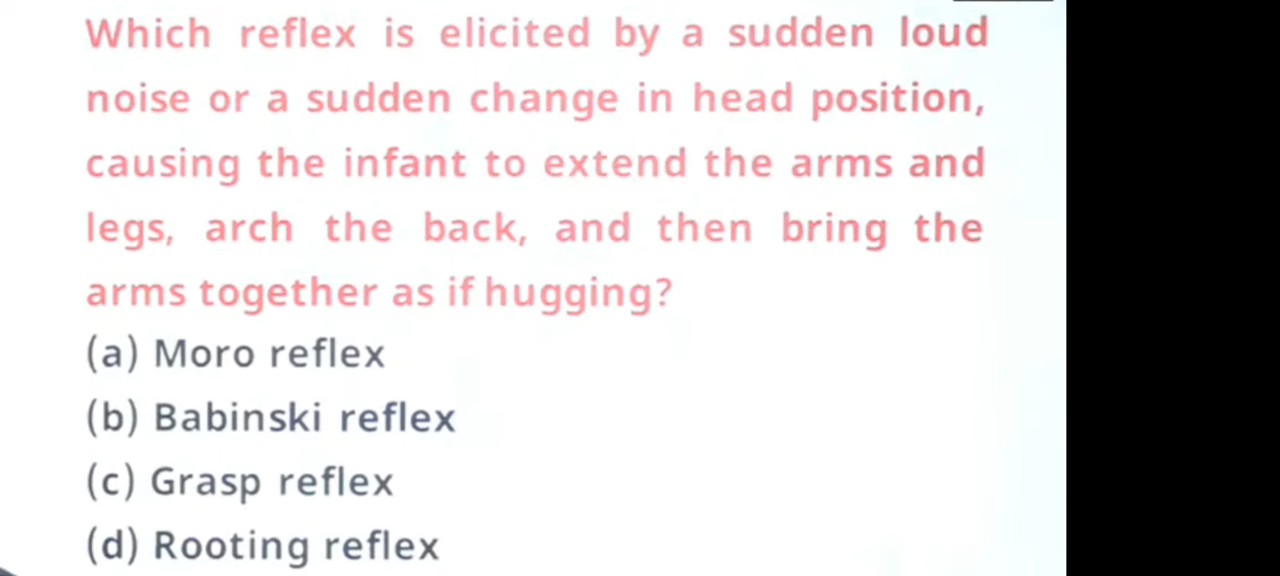 Which reflex is elicited by a sudden loud
noise or a sudden change in head position,
causing the infant to extend the arms and
legs, arch the back, and then bring the
arms together as if hugging?
(a) Moro reflex
(b) Babinski reflex
(c) Grasp reflex
(d) Rooting reflex